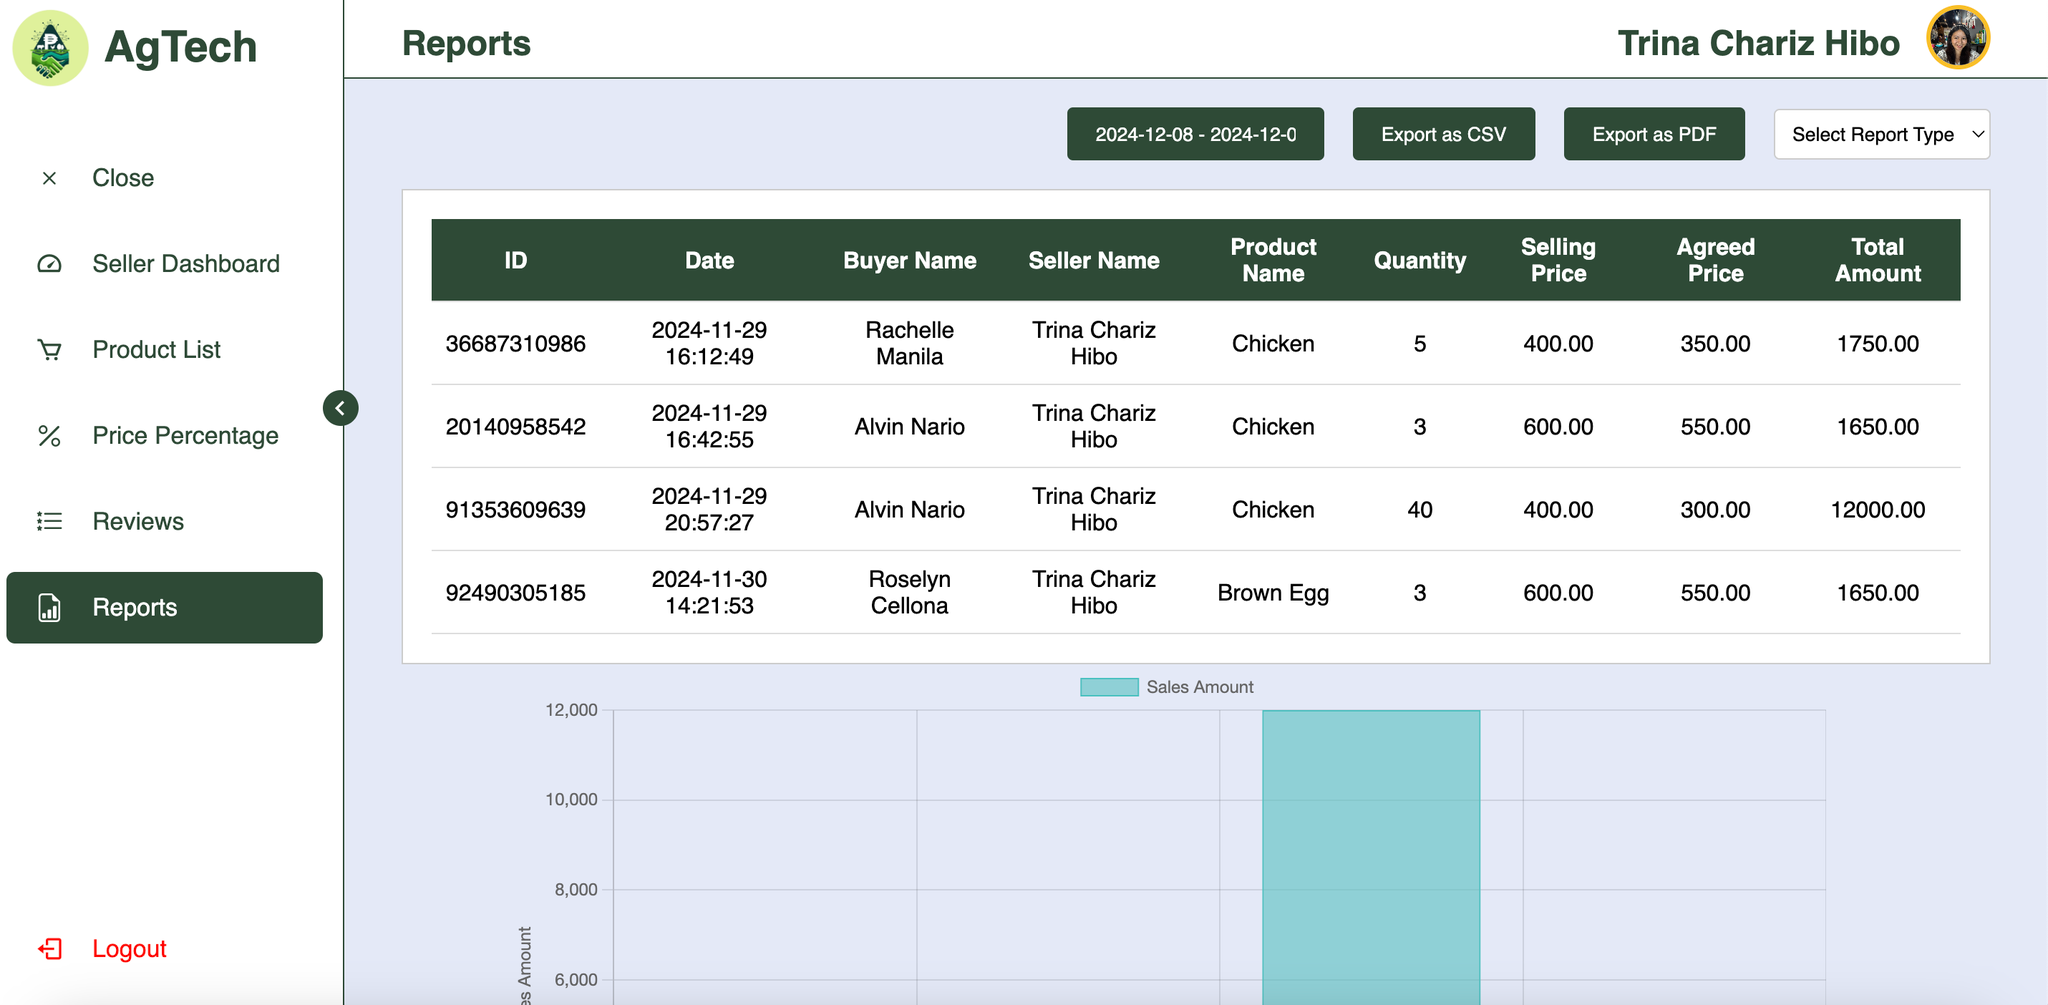 AgTech
Reports
Trina Chariz Hibo
2024-12-08 - 2024-12-0
Export as CSV
Export as PDF
Select Report Type
Close
Seller Dashboard
Product List
Price Percentage
Reviews
Reports
Logout
ID Date Buyer Name Seller Name Product Name Quantity Selling Price Agreed Price Total Amount
36687310986 2024-11-29 16:12:49 Rachelle Manila Trina Chariz Hibo Chicken 5 400.00 350.00 1750.00
20140958542 2024-11-29 16:42:55 Alvin Nario Trina Chariz Hibo Chicken 3 600.00 550.00 1650.00
91353609639 2024-11-29 20:57:27 Alvin Nario Trina Chariz Hibo Chicken 40 400.00 300.00 12000.00
92490305185 2024-11-30 14:21:53 Roselyn Cellona Trina Chariz Hibo Brown Egg 3 600.00 550.00 1650.00
Sales Amount
12,000
10,000
8,000
6,000
es Amount